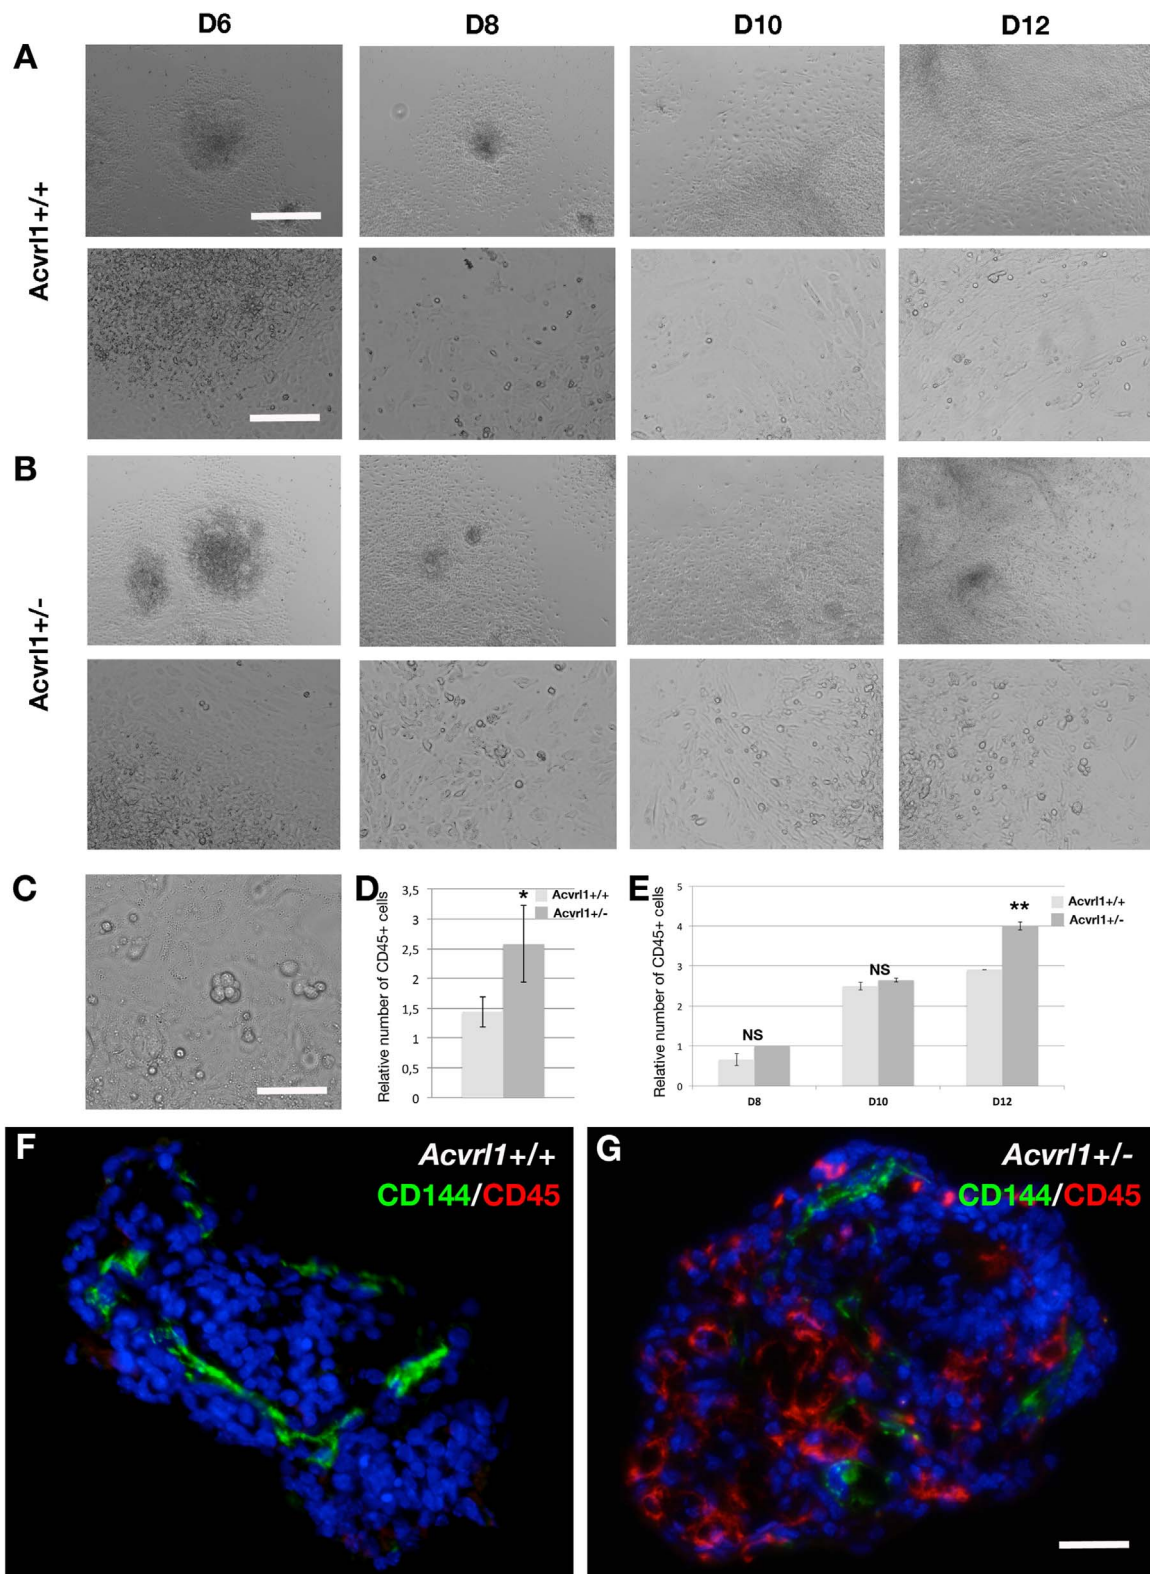 D6 D8 D10 D12
A
Acvrl1+/+
B
Acvrl1+/-
C
D
Relative number of CD45+ cells
3,5
3
2,5
2
1,5
1
0,5
0
*
Acvrl1+/+
Acvrl1+/-
E
Relative number of CD45+ cells
5
4
3
2
1
0
NS
NS
**
Acvrl1+/+
Acvrl1+/-
D8 D10 D12
F
Acvrl1+/+
CD144/CD45
G
Acvrl1+/-
CD144/CD45